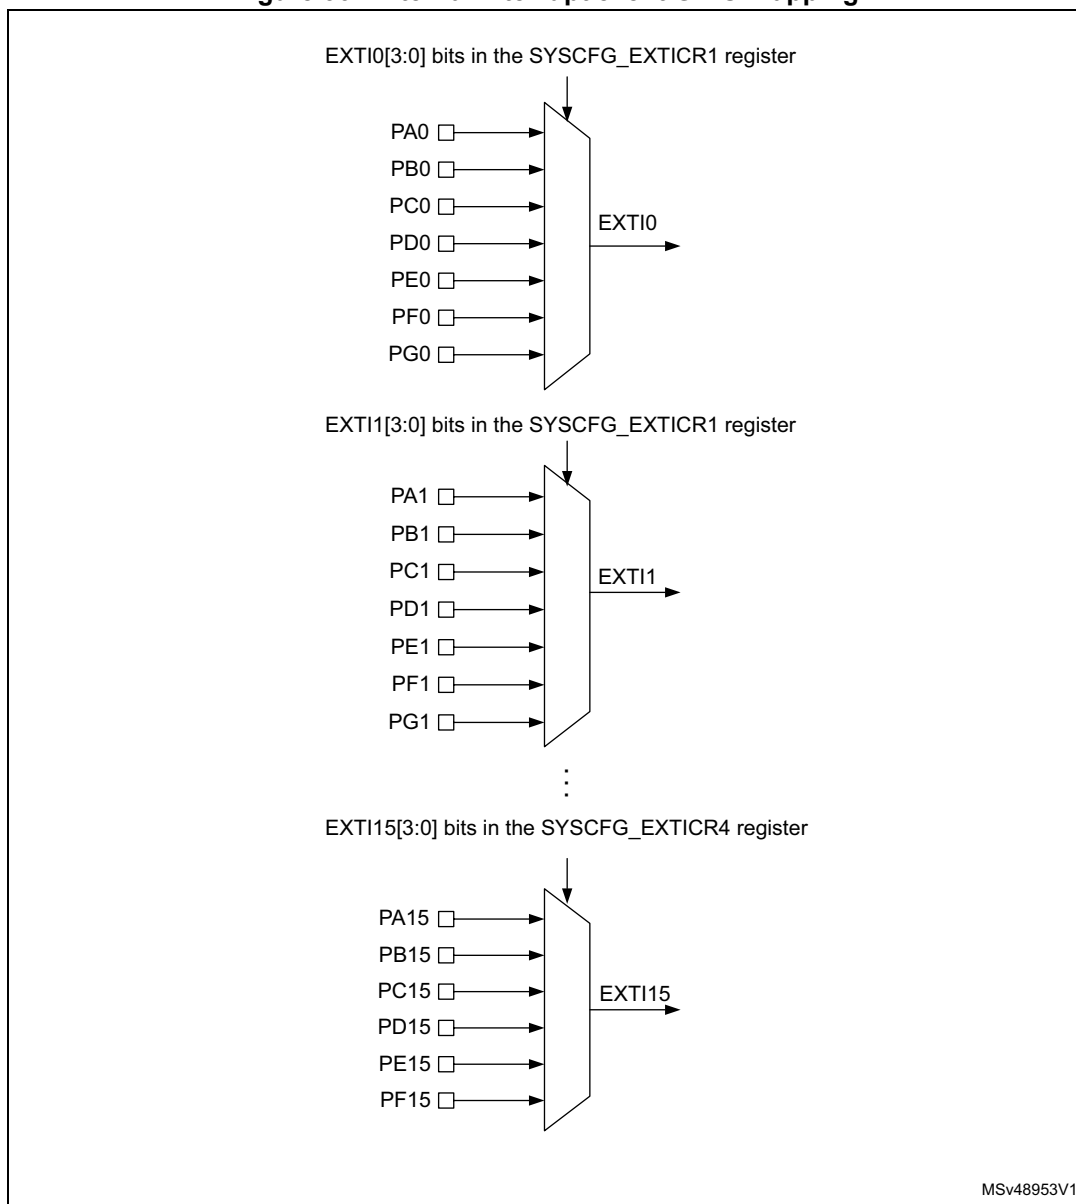 EXTI0[3:0] bits in the SYSCFG_EXTICR1 register
PA0
PB0
PC0
PD0
PE0
PF0
PG0
EXTI0
EXTI1[3:0] bits in the SYSCFG_EXTICR1 register
PA1
PB1
PC1
PD1
PE1
PF1
PG1
EXTI1
EXTI15[3:0] bits in the SYSCFG_EXTICR4 register
PA15
PB15
PC15
PD15
PE15
PF15
EXTI15
MSv48953V1